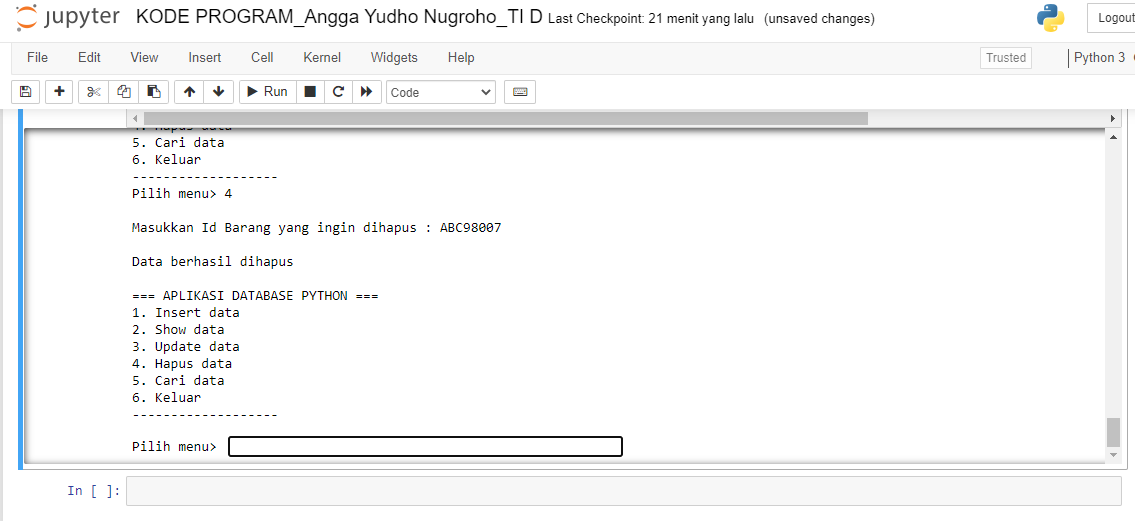 jupyter KODE PROGRAM_Angga Yudho Nugroho_TI D Last Checkpoint: 21 menit yang lalu (unsaved changes) Logout
File Edit View Insert Cell Kernel Widgets Help Trusted Python 3
Run Code
4. Hapus data
5. Cari data
6. Keluar
-------------------
Pilih menu> 4
Masukkan Id Barang yang ingin dihapus : ABC98007
Data berhasil dihapus
=== APLIKASI DATABASE PYTHON ===
1. Insert data
2. Show data
3. Update data
4. Hapus data
5. Cari data
6. Keluar
-------------------
Pilih menu>
In [ ]: